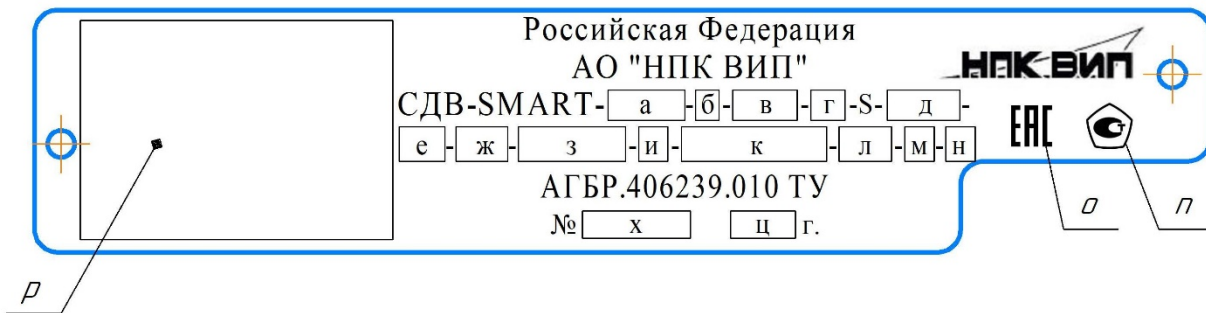 Российская Федерация
АО "НПК ВИП"
НПК ВИП
СДВ-SMART- а -б- в -г-S- д -
е - ж - з -и- к - л -м-н
ЕАС
АГБР.406239.010 ТУ
№ х ц г.
о
п
р